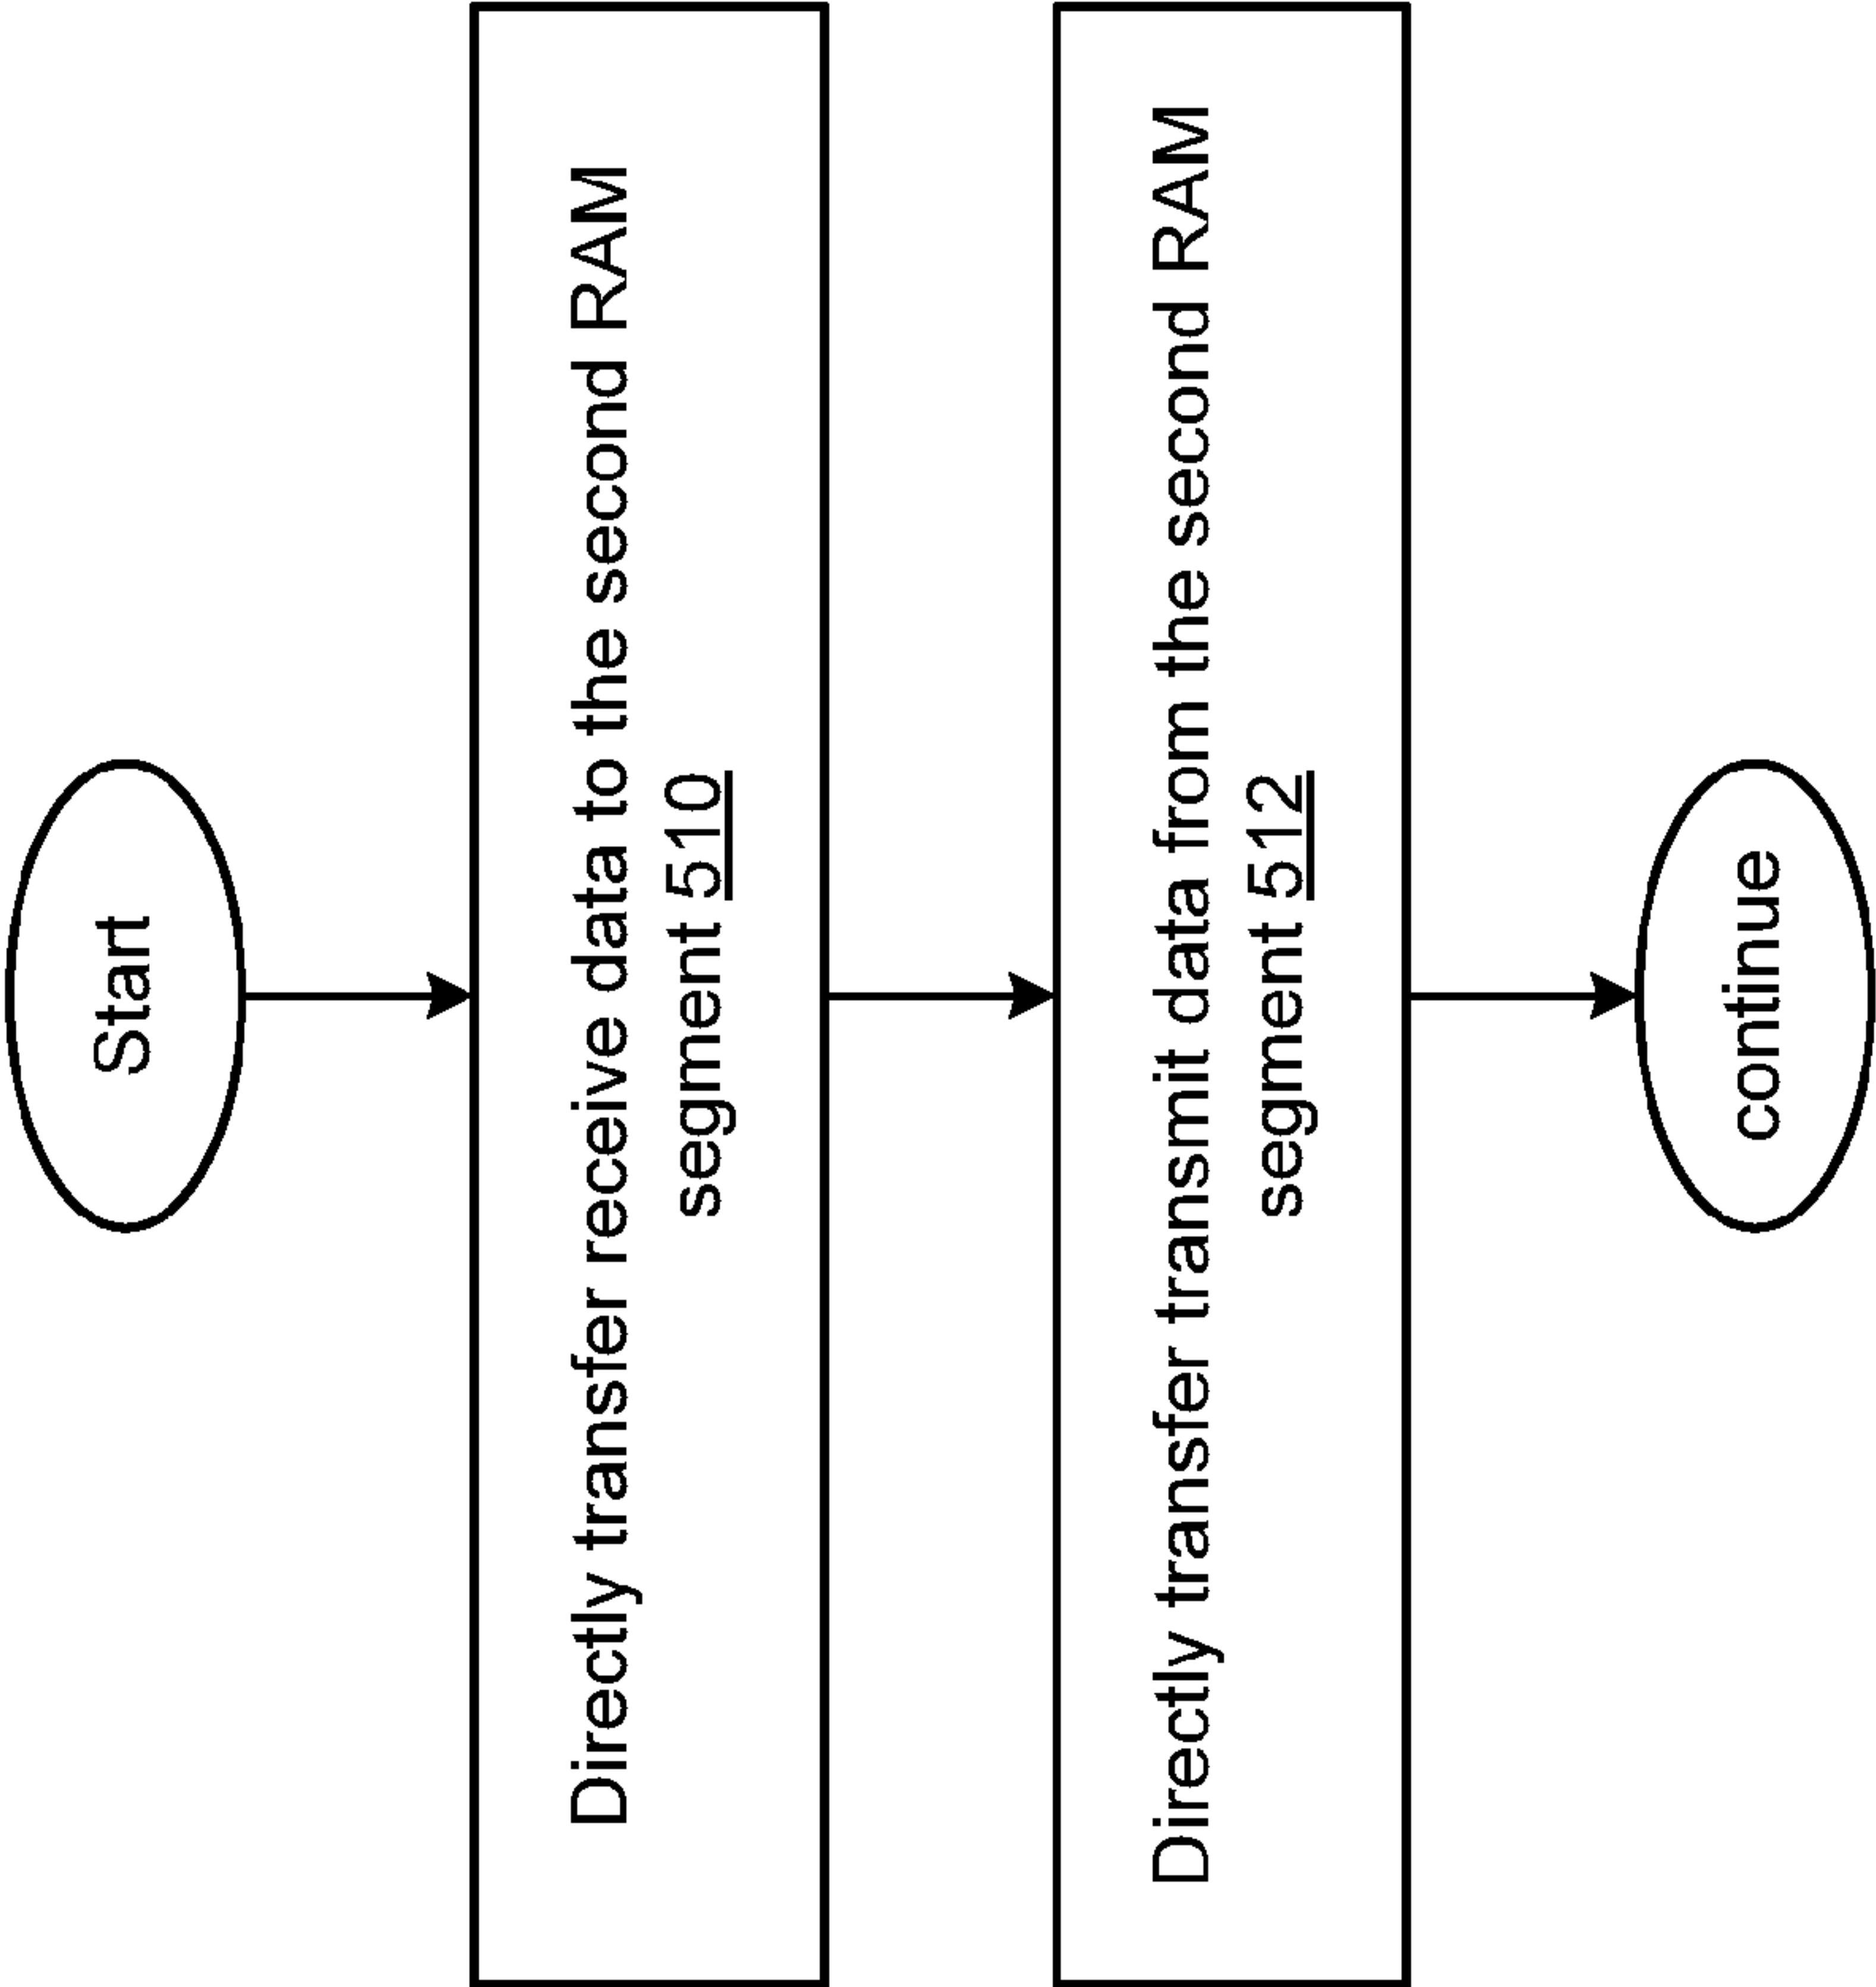 Start
Directly transfer receive data to the second RAM
segment 510
Directly transfer transmit data from the second RAM
segment 512
continue